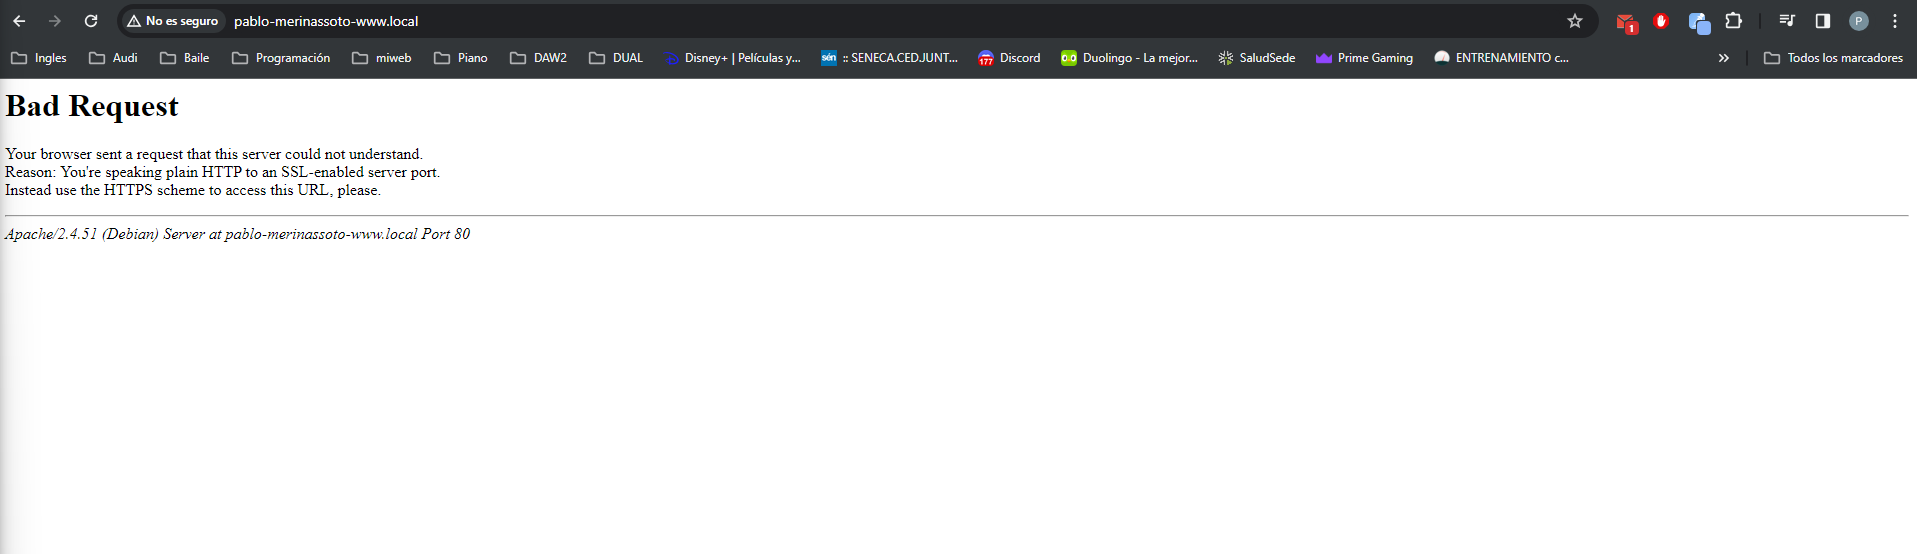 No es seguro pablo-merinassoto-www.local
1 P
Ingles Audi Baile Programación miweb Piano DAW2 DUAL Disney+ | Películas y... sén :: SENECA.CED.JUNT... 177 Discord Duolingo - La mejor... SaludSede Prime Gaming ENTRENAMIENTO c... » Todos los marcadores
Bad Request
Your browser sent a request that this server could not understand.
Reason: You're speaking plain HTTP to an SSL-enabled server port.
Instead use the HTTPS scheme to access this URL, please.
Apache/2.4.51 (Debian) Server at pablo-merinassoto-www.local Port 80